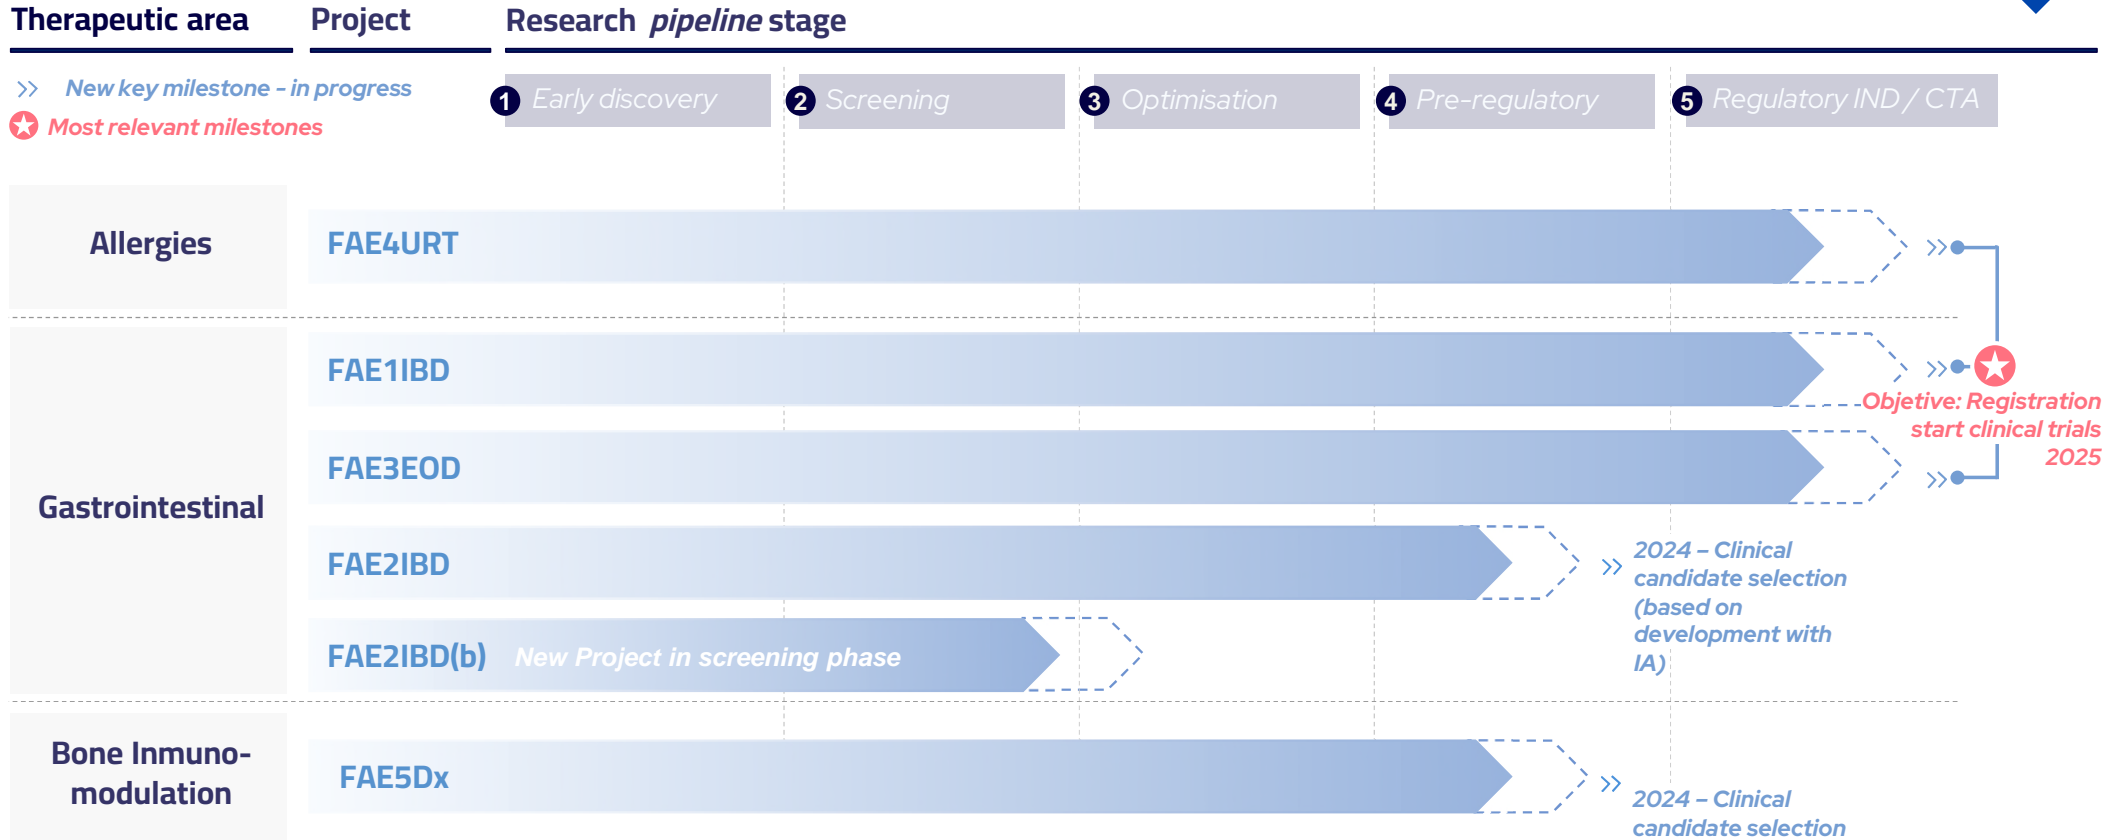 Therapeutic area
Project
Research pipeline stage
New key milestone - in progress
Most relevant milestones
1 Early discovery
2 Screening
3 Optimisation
4 Pre-regulatory
5 Regulatory IND / CTA
Allergies
FAE4URT
Gastrointestinal
FAE1IBD
FAE3EOD
FAE2IBD
FAE2IBD(b)
New Project in screening phase
Objetive: Registration
start clinical trials
2025
2024 – Clinical
candidate selection
(based on
development with
IA)
Bone Inmuno-
modulation
FAE5Dx
2024 – Clinical
candidate selection